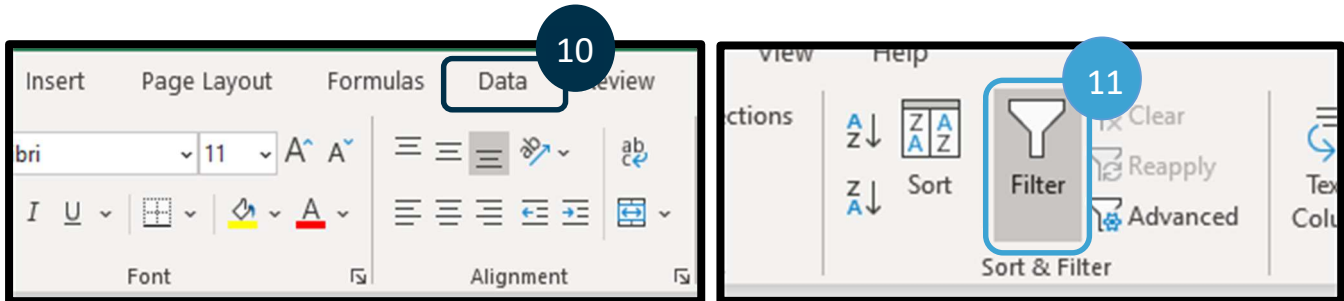 10
Insert Page Layout Formulas Data eview
bri 11 A^ A˅
ab
c
I U A
Font Alignment
11
View Help
ctions
A
Z
Z A
A Z
Z
A
Sort
Filter
Clear
Reapply
Advanced
Tex
Colu
Sort & Filter